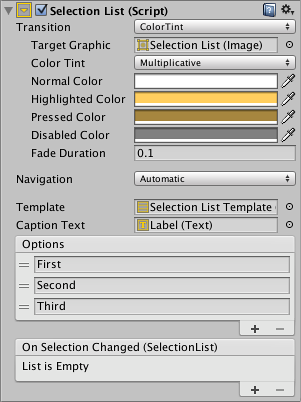 Selection List (Script)
Transition ColorTint
Target Graphic Selection List (Image)
Color Tint Multiplicative
Normal Color
Highlighted Color
Pressed Color
Disabled Color
Fade Duration 0.1
Navigation Automatic
Template Selection List Template
Caption Text Label (Text)
Options
First
Second
Third
On Selection Changed (SelectionList)
List is Empty